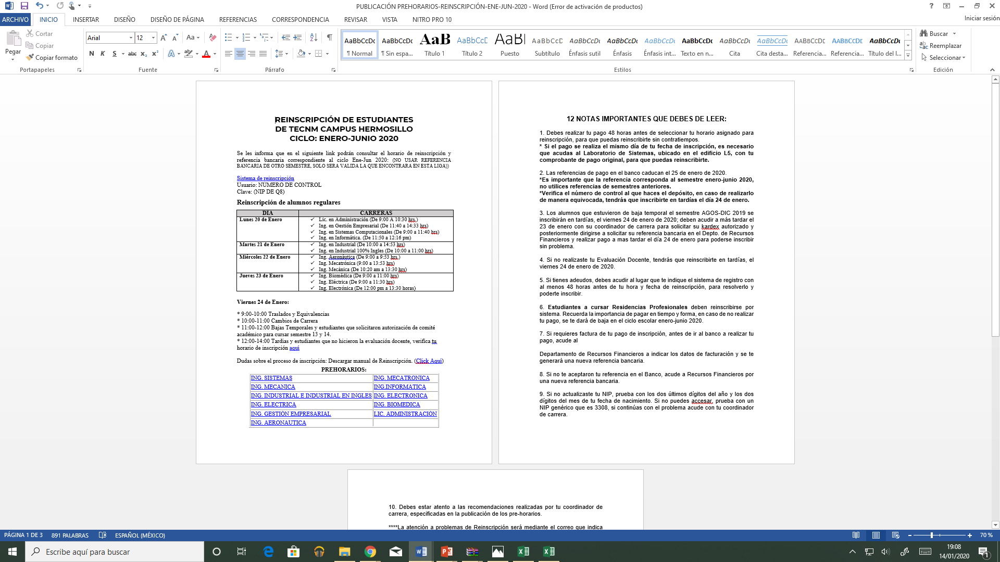 PUBLICACIÓN PREHORARIOS-REINSCRIPCIÓN-ENE-JUN-2020 - Word (Error de activación de productos)
ARCHIVO INICIO INSERTAR DISEÑO DISEÑO DE PÁGINA REFERENCIAS CORRESPONDENCIA REVISAR VISTA NITRO PRO 10 Iniciar sesión
Pegar
Cortar
Copiar
Copiar formato
Portapapeles
Arial 12
N K S abc x₂ x²
Fuente
Párrafo
AaBbCcDc AaBbCcDc AaB AaBbCcD AaB AaBbCcD AaBbCcDc AaBbCcDc AaBbCcDc AaBbCcDc AaBbCcDc AaBbCcDc AABBCCDE AABBCCDE AaBbCcDc
¶ Normal ¶ Sin espa... Título 1 Título 2 Puesto Subtítulo Énfasis sutil Énfasis Énfasis int... Texto en n... Cita Cita desta... Referencia... Referencia... Título del l...
Estilos
Buscar
Reemplazar
Seleccionar
Edición
REINSCRIPCIÓN DE ESTUDIANTES
DE TECNM CAMPUS HERMOSILLO
CICLO: ENERO-JUNIO 2020
Se les informa que en el siguiente link podrán consultar el horario de reinscripción y
referencia bancaria correspondiente al ciclo Ene-Jun 2020: (NO USAR REFERENCIA
BANCARIA DE OTRO SEMESTRE, SOLO SERA VALIDA LA QUE ENCONTRARA EN ESTA LIGA))
Sistema de reinscripción
Usuario: NUMERO DE CONTROL
Clave: (NIP DE Q8)
Reinscripción de alumnos regulares
DIA CARRERAS
Lunes 20 de Enero ✓ Lic. en Administración (De 9:00 A 10:30 hrs.)
✓ Ing. en Gestión Empresarial (De 11:40 a 14:33 hrs)
✓ Ing. en Sistemas Computacionales (De 9:00 a 11:40 hrs)
✓ Ing. en Informática. (De 11:50 a 12:16 pm)
Martes 21 de Enero ✓ Ing. en Industrial (De 10:00 a 14:53 hrs)
✓ Ing. en Industrial 100% Ingles (De 10:00 a 11:00 hrs)
Miércoles 22 de Enero ✓ Ing. Aeronáutica (De 9:00 a 9:53 hrs.)
✓ Ing. Mecatrónica (9:00 a 13:53 hrs)
✓ Ing. Mecánica (De 10:20 am a 13:30 hrs)
Jueves 23 de Enero ✓ Ing. Biomédica (De 9:00 a 11:00 hrs)
✓ Ing. Eléctrica (De 9:00 a 11:30 hrs)
✓ Ing. Electrónica (De 12:00 pm a 13:30 horas)
Viernes 24 de Enero:
* 9:00-10:00 Traslados y Equivalencias
* 10:00-11:00 Cambios de Carrera
* 11:00-12:00 Bajas Temporales y estudiantes que solicitaron autorización de comité
académico para cursar semestre 13 y 14.
* 12:00-14:00 Tardías y estudiantes que no hicieron la evaluación docente, verifica tu
horario de inscripción aquí
Dudas sobre el proceso de inscripción: Descargar manual de Reinscripción. (Click Aquí)
PREHORARIOS:
ING. SISTEMAS ING. MECATRONICA
ING. MECANICA ING.INFORMATICA
ING. INDUSTRIAL E INDUSTRIAL EN INGLES ING. ELECTRONICA
ING. ELECTRICA ING. BIOMEDICA
ING. GESTIÓN EMPRESARIAL LIC. ADMINISTRACIÓN
ING. AERONAUTICA
12 NOTAS IMPORTANTES QUE DEBES DE LEER:
1. Debes realizar tu pago 48 horas antes de seleccionar tu horario asignado para
reinscripción, para que puedas reinscribirte sin contratiempos.
* Si el pago se realiza el mismo día de tu fecha de inscripción, es necesario
que acudas al Laboratorio de Sistemas, ubicado en el edificio L5, con tu
comprobante de pago original, para que puedas reinscribirte.
2. Las referencias de pago en el banco caducan el 25 de enero de 2020.
*Es importante que la referencia corresponda al semestre enero-junio 2020,
no utilices referencias de semestres anteriores.
*Verifica el número de control al que haces el depósito, en caso de realizarlo
de manera equivocada, tendrás que inscribirte en tardías el día 24 de enero.
3. Los alumnos que estuvieron de baja temporal el semestre AGOS-DIC 2019 se
inscribirán en tardías, el viernes 24 de enero de 2020; deben acudir a más tardar el
23 de enero con su coordinador de carrera para solicitar su kardex autorizado y
posteriormente dirigirse a solicitar su referencia bancaria en el Depto. de Recursos
Financieros y realizar pago a mas tardar el día 24 de enero para poderse inscribir
sin problema.
4. Si no realizaste tu Evaluación Docente, tendrás que reinscribirte en tardías, el
viernes 24 de enero de 2020.
5. Si tienes adeudos, debes acudir al lugar que te indique el sistema de registro con
al menos 48 horas antes de tu hora y fecha de reinscripción, para resolverlo y
poderte inscribir.
6. Estudiantes a cursar Residencias Profesionales deben reinscribirse por
sistema. Recuerda la importancia de pagar en tiempo y forma, en caso de no realizar
tu pago, se te dará de baja en el ciclo escolar enero-junio 2020.
7. Si requieres factura de tu pago de inscripción, antes de ir al banco a realizar tu
pago, acude al
Departamento de Recursos Financieros a indicar los datos de facturación y se te
generará una nueva referencia bancaria.
8. Si no te aceptaron tu referencia en el Banco, acude a Recursos Financieros por
una nueva referencia bancaria.
9. Si no actualizaste tu NIP, prueba con los dos últimos dígitos del año y los dos
dígitos del mes de tu fecha de nacimiento. Si no puedes accesar, prueba con un
NIP genérico que es 3308, si continúas con el problema acude con tu coordinador
de carrera.
10. Debes estar atento a las recomendaciones realizadas por tu coordinador de
carrera, especificadas en la publicación de los pre-horarios.
****La atención a problemas de Reinscripción será mediante el correo que indica
PÁGINA 1 DE 3 891 PALABRAS ESPAÑOL (MÉXICO) 70 %
Escribe aquí para buscar
19:08
14/01/2020